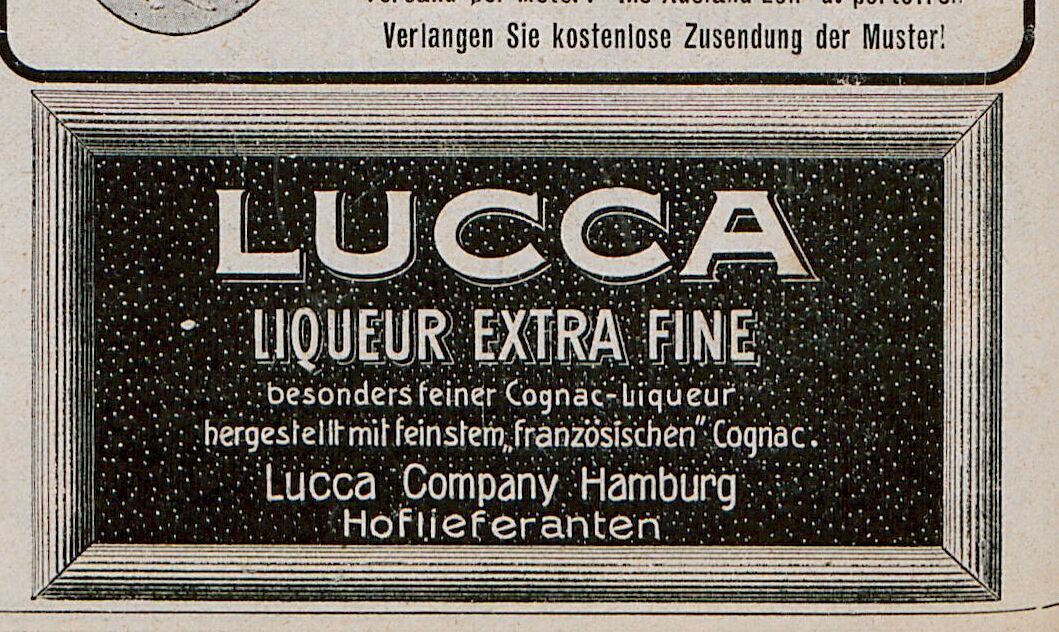 Verlangen Sie kostenlose Zusendung der Muster!
LUCCA
LIQUEUR EXTRA FINE
besonders feiner Cognac-Liqueur
hergestellt mit feinstem „französischen" Cognac.
Lucca Company Hamburg
Hoflieferanten